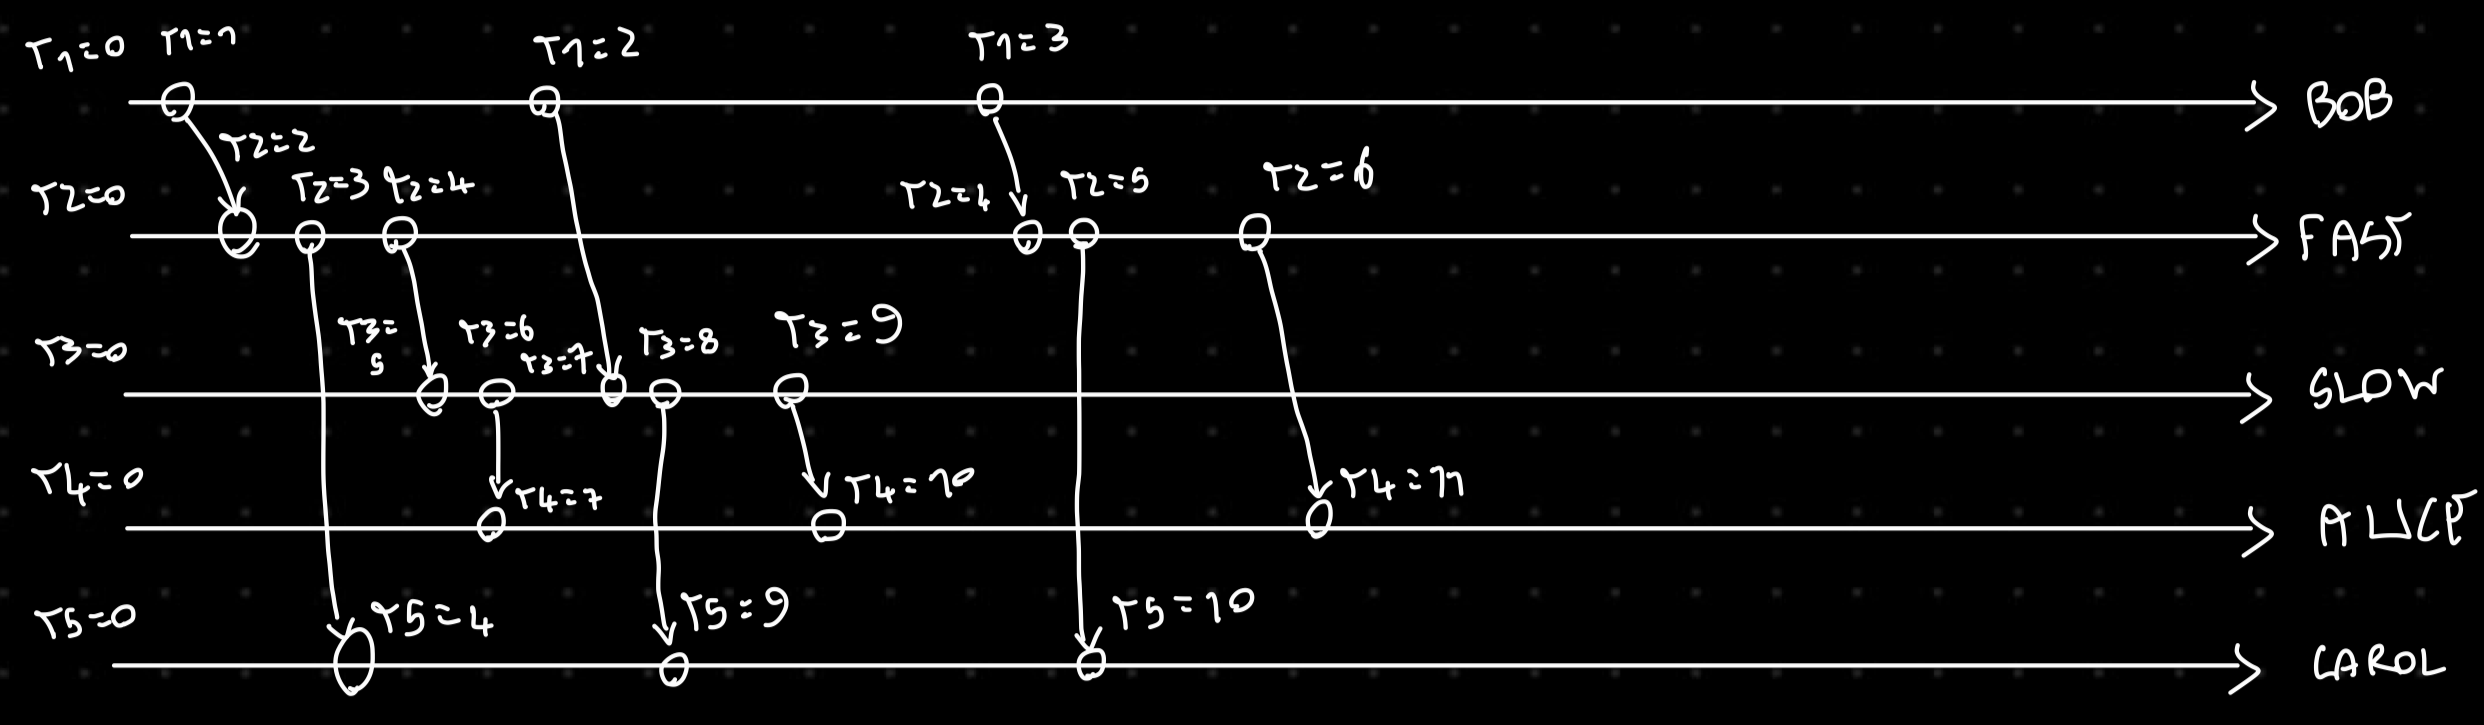 T1=0 T1=1 T1=2 T1=3
BOB
T2=2
T2=0 T2=3 T2=4 T2=4 T2=5 T2=6
FAST
T3=0 T3=5 T3=6 T3=7 T3=8 T3=9
SLOW
T4=0 T4=7 T4=10 T4=11
ALICE
T5=0 T5=4 T5=9 T5=10
CAROL